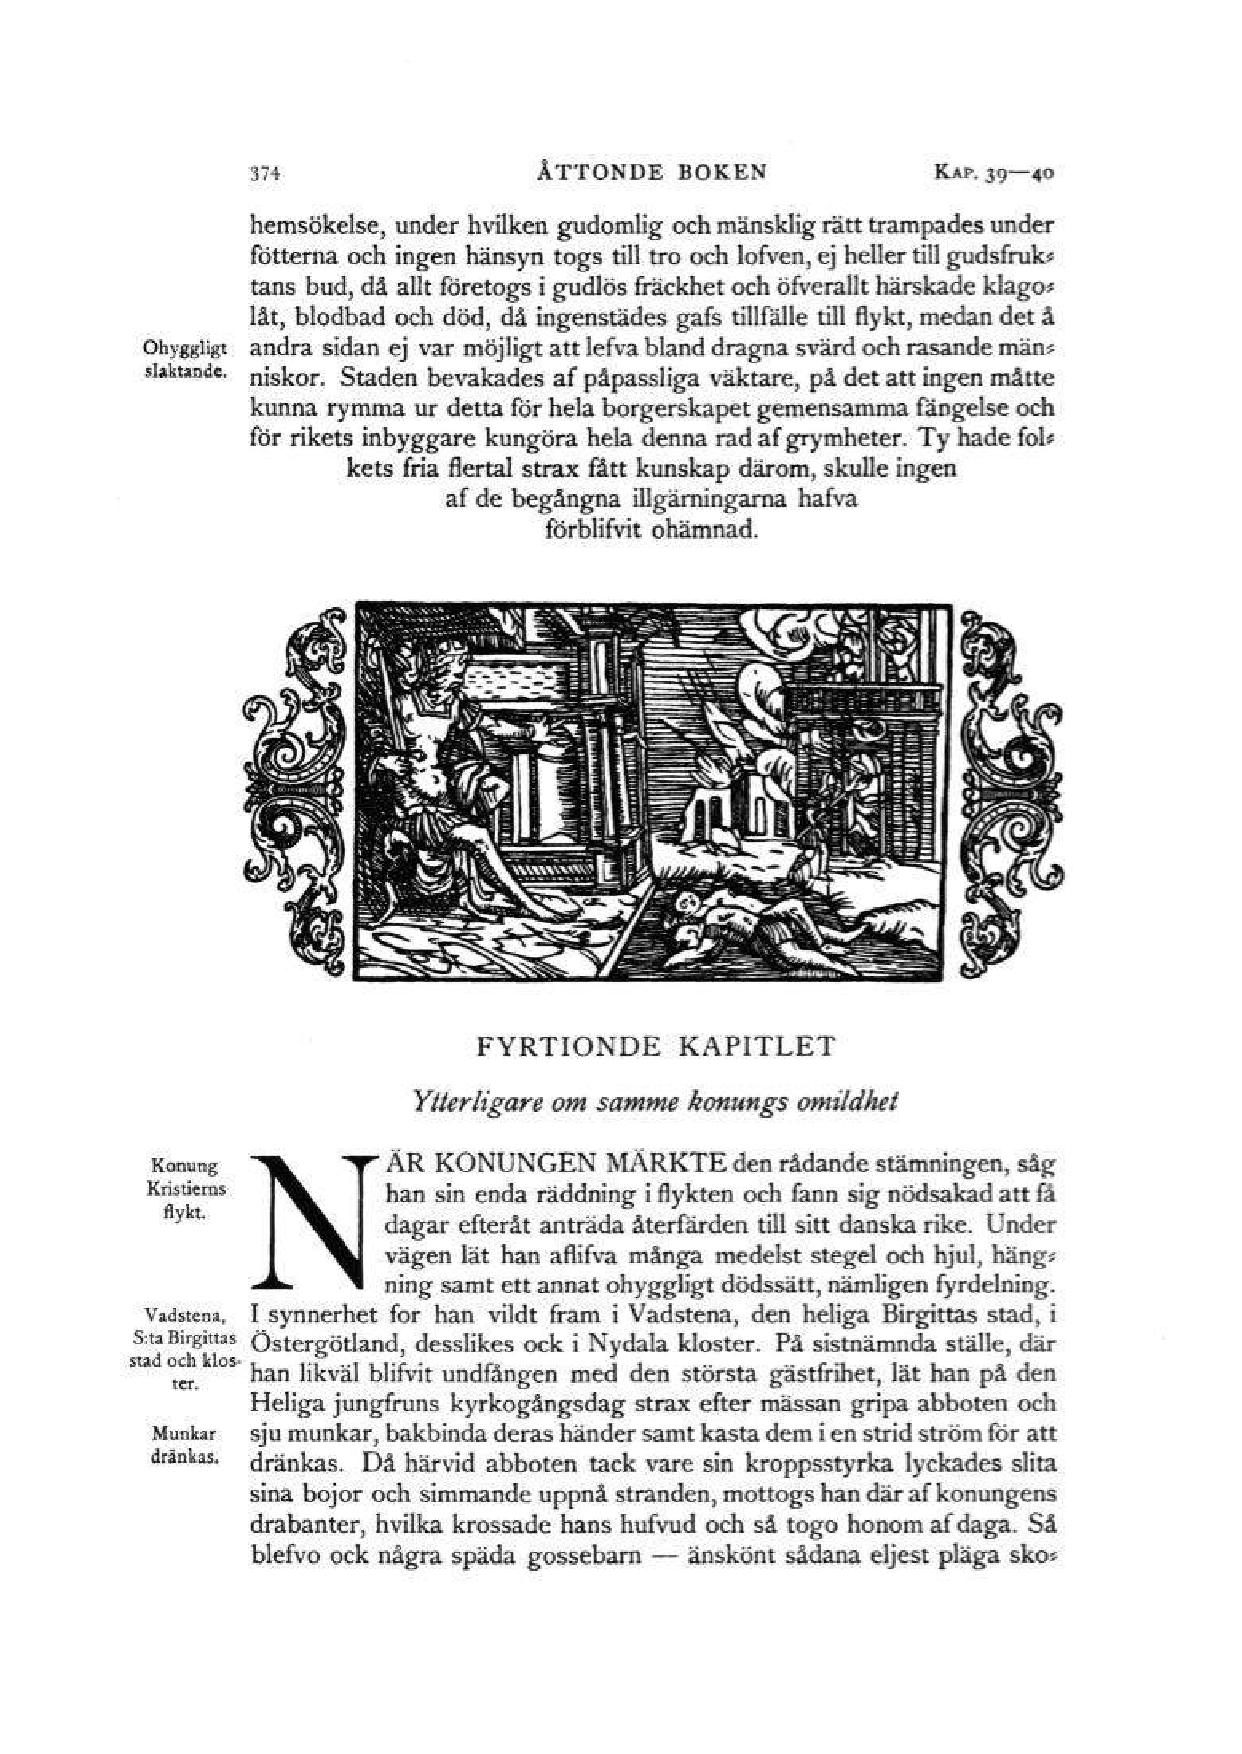 374 ÅTTONDE BOKEN KAP. 39—40
hemsökelse, under hvilken gudomlig och mänsklig rätt trampades under
fötterna och ingen hänsyn togs till tro och lofven, ej heller till gudsfruk-
tans bud, då allt företogs i gudlös fräckhet och öfverallt härskade klago-
låt, blodbad och död, då ingenstädes gafs tillfälle till flykt, medan det å
Ohyggligt
slaktande.
andra sidan ej var möjligt att lefva bland dragna svärd och rasande män-
niskor. Staden bevakades af påpassliga väktare, på det att ingen måtte
kunna rymma ur detta för hela borgerskapet gemensamma fängelse och
för rikets inbyggare kungöra hela denna rad af grymheter. Ty hade fol-
kets fria flertal strax fått kunskap därom, skulle ingen
af de begångna illgärningarna hafva
förblifvit ohämnad.
FYRTIONDE KAPITLET
Ytterligare om samme konungs omildhet
Konung
Kristierns
flykt.
NÄR KONUNGEN MÄRKTE den rådande stämningen, såg
han sin enda räddning i flykten och fann sig nödsakad att få
dagar efteråt anträda återfärden till sitt danska rike. Under
vägen lät han aflifva många medelst stegel och hjul, häng-
ning samt ett annat ohyggligt dödssätt, nämligen fyrdelning.
Vadstena,
S:ta Birgittas
stad och klos-
ter.
I synnerhet for han vildt fram i Vadstena, den heliga Birgittas stad, i
Östergötland, desslikes ock i Nydala kloster. På sistnämnda ställe, där
han likväl blifvit undfången med den största gästfrihet, lät han på den
Heliga jungfruns kyrkogångsdag strax efter mässan gripa abboten och
Munkar
dränkas.
sju munkar, bakbinda deras händer samt kasta dem i en strid ström för att
dränkas. Då härvid abboten tack vare sin kroppsstyrka lyckades slita
sina bojor och simmande uppnå stranden, mottogs han där af konungens
drabanter, hvilka krossade hans hufvud och så togo honom af daga. Så
blefvo ock några späda gossebarn — änskönt sådana eljest pläga sko-